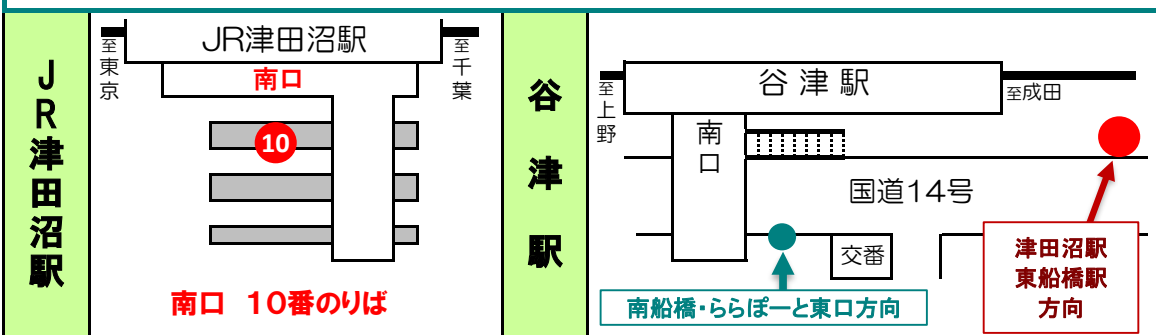 JR津田沼駅
至東京
JR津田沼駅
至千葉
南口
10
南口 10番のりば
谷津駅
至上野
谷津駅
至成田
南口
国道14号
交番
南船橋・ららぽーと東口方向
津田沼駅
東船橋駅
方向